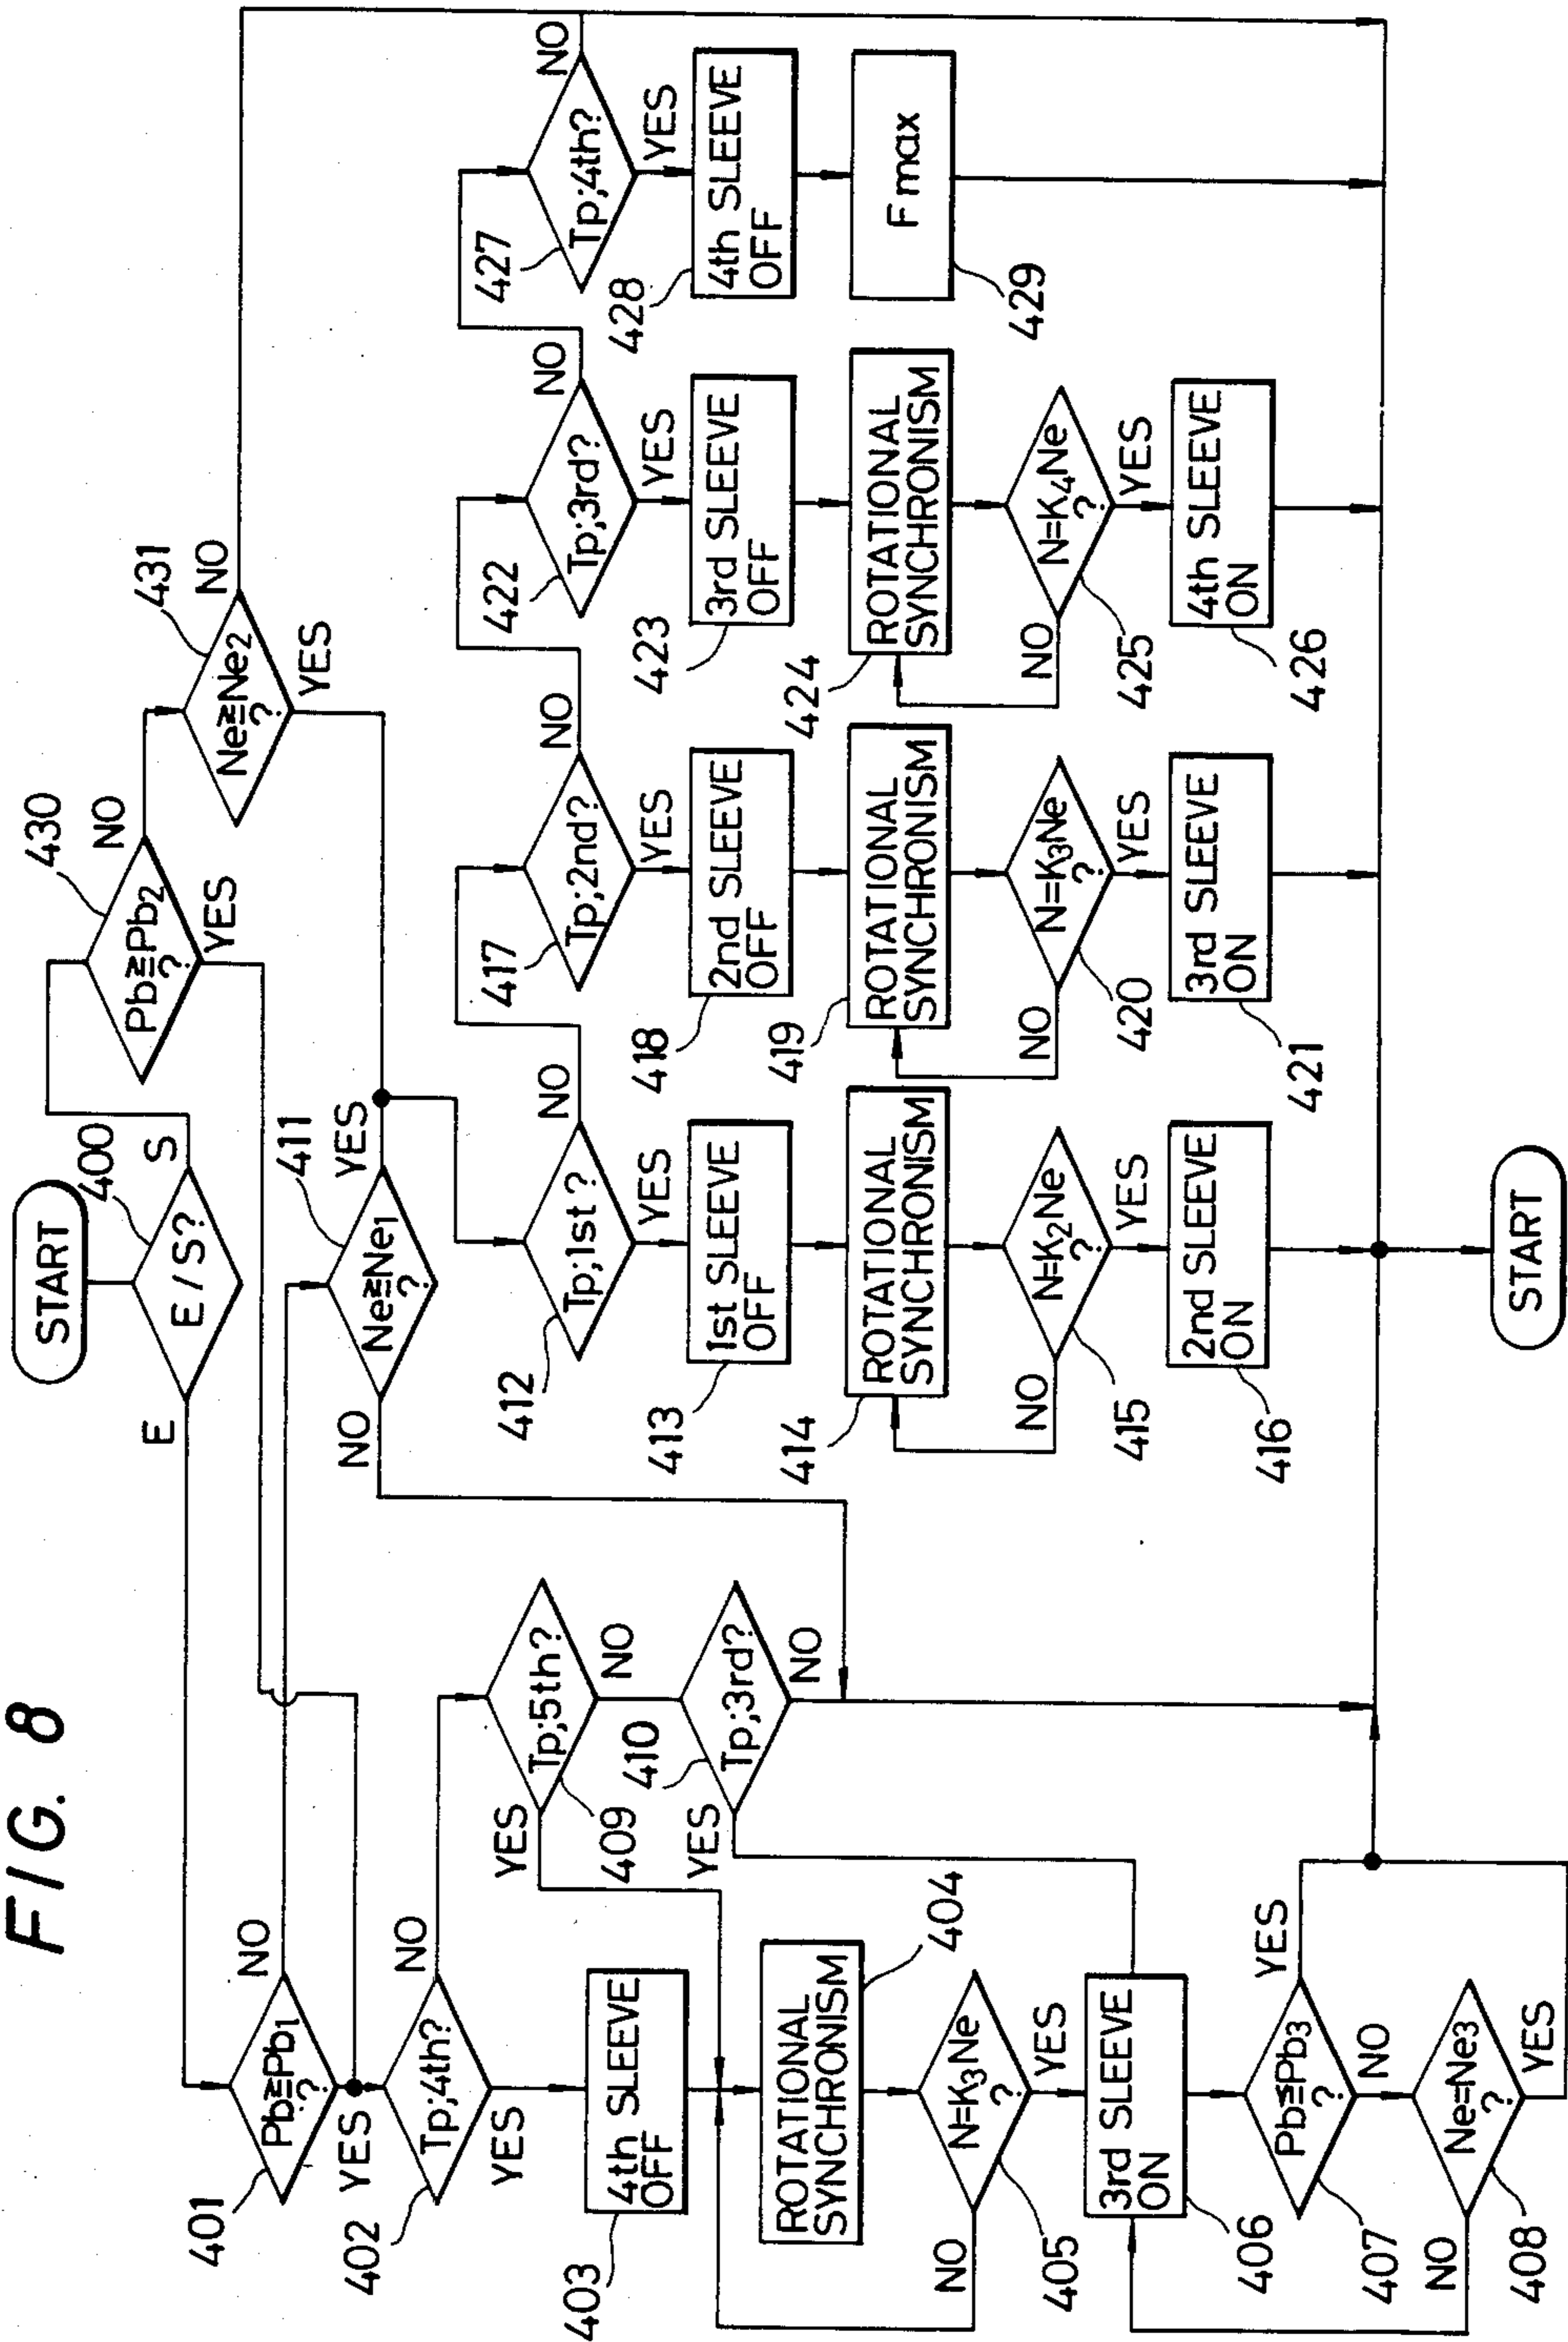 FIG. 8
START
400
E / S?
E
S
430
Pb≧Pb2
?
NO
YES
431
Ne≧Ne2
?
NO
YES
401
Pb≧Pb1
?
NO
YES
411
Ne≧Ne1
?
NO
YES
402
Tp;4th?
NO
YES
Tp;5th?
YES
NO
409
410
Tp;3rd?
YES
NO
403
4th SLEEVE
OFF
404
ROTATIONAL
SYNCHRONISM
N=K3Ne
?
NO
YES
405
3rd SLEEVE
ON
406
Pb≦Pb3
?
YES
NO
407
Ne=Ne3
?
NO
YES
408
412
Tp;1st?
NO
YES
413
1st SLEEVE
OFF
414
ROTATIONAL
SYNCHRONISM
N=K2Ne
?
NO
YES
415
2nd SLEEVE
ON
416
417
Tp;2nd?
NO
YES
418
2nd SLEEVE
OFF
419
ROTATIONAL
SYNCHRONISM
N=K3Ne
?
NO
YES
420
3rd SLEEVE
ON
421
422
Tp;3rd?
NO
YES
423
3rd SLEEVE
OFF
424
ROTATIONAL
SYNCHRONISM
N=K4Ne
?
NO
YES
425
4th SLEEVE
ON
426
427
Tp;4th?
NO
YES
428
4th SLEEVE
OFF
F max
429
START